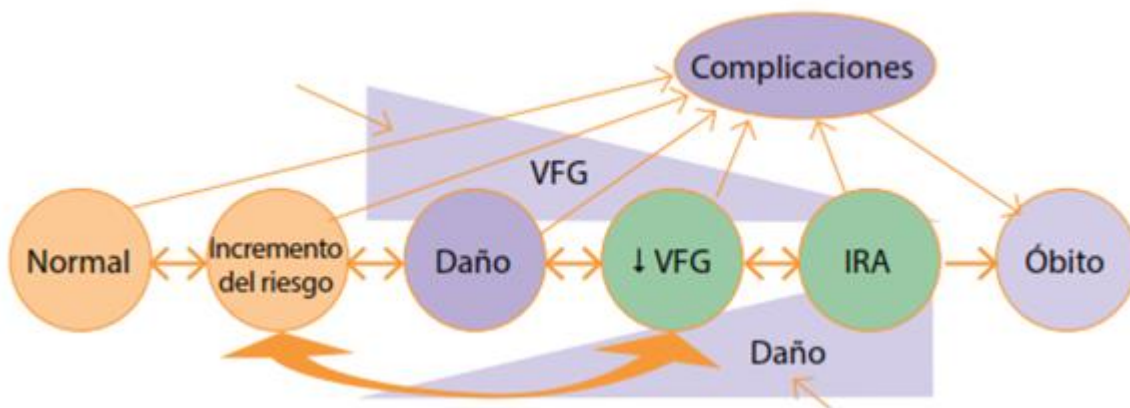 Complicaciones
VFG
Normal
Incremento
del riesgo
Daño
↓ VFG
IRA
Óbito
Daño